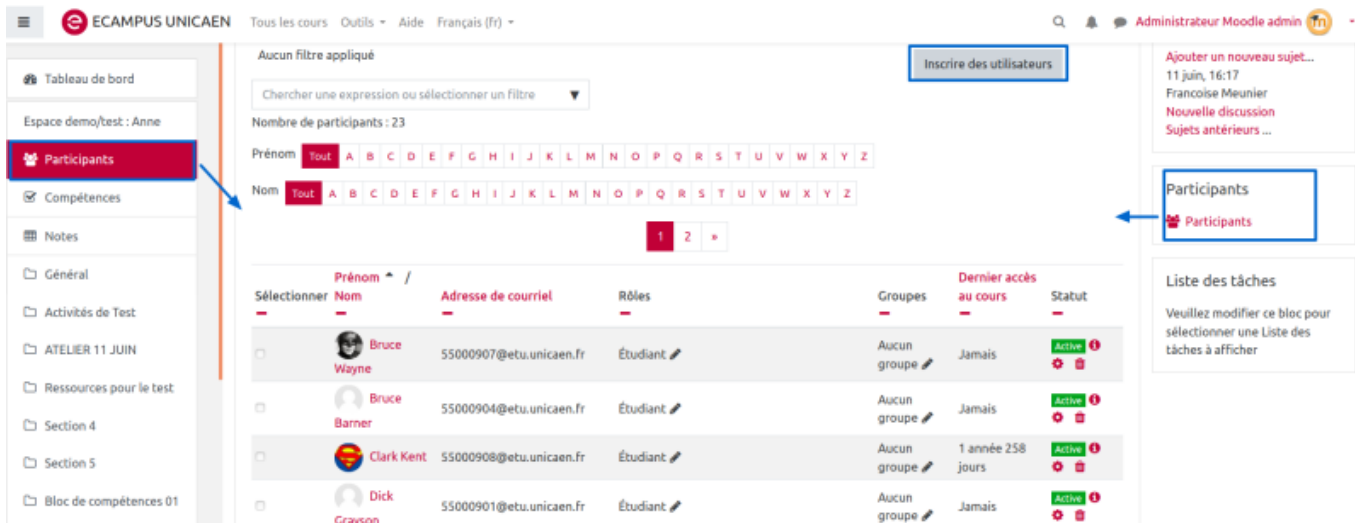 ECAMPUS UNICAEN Tous les cours Outils Aide Français (fr) Administrateur Moodle admin
Tableau de bord
Espace demo/test : Anne
Participants
Compétences
Notes
Général
Activités de Test
ATELIER 11 JUIN
Ressources pour le test
Section 4
Section 5
Bloc de compétences 01
Aucun filtre appliqué
Inscrire des utilisateurs
Chercher une expression ou sélectionner un filtre ▼
Nombre de participants : 23
Prénom Tout A B C D E F G H I J K L M N O P Q R S T U V W X Y Z
Nom Tout A B C D E F G H I J K L M N O P Q R S T U V W X Y Z
1 2 »
Sélectionner Prénom / Nom Adresse de courriel Rôles Groupes Dernier accès au cours Statut
Bruce Wayne 55000907@etu.unicaen.fr Étudiant Aucun groupe Jamais Active
Bruce Barner 55000904@etu.unicaen.fr Étudiant Aucun groupe Jamais Active
Clark Kent 55000908@etu.unicaen.fr Étudiant Aucun groupe 1 année 258 jours Active
Dick Grayson 55000901@etu.unicaen.fr Étudiant Aucun groupe Jamais Active
Ajouter un nouveau sujet...
11 juin, 16:17
Francoise Meunier
Nouvelle discussion
Sujets antérieurs ...
Participants
Participants
Liste des tâches
Veuillez modifier ce bloc pour
sélectionner une Liste des
tâches à afficher